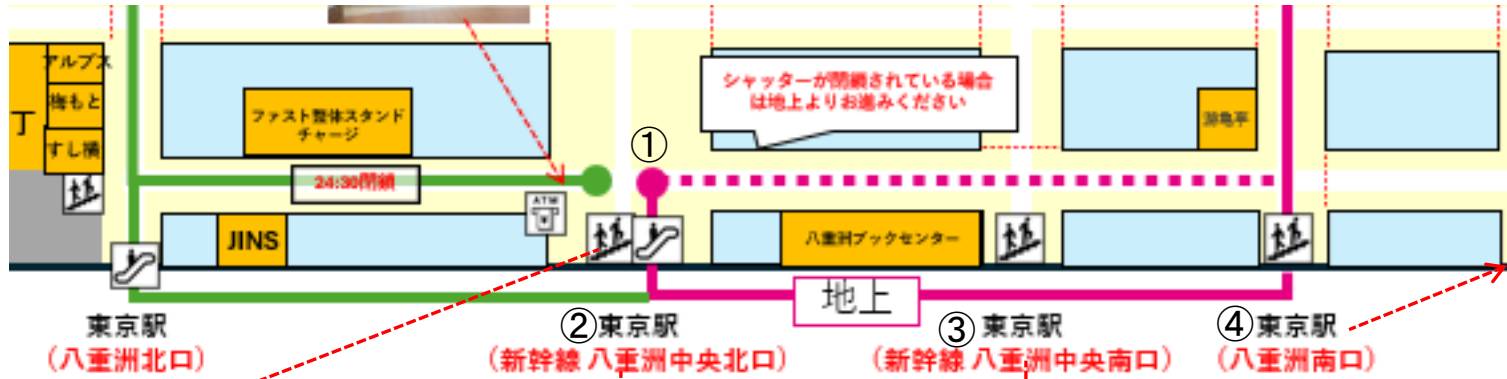 アルプス
梅もと
丁
すし横
ファスト整体スタンド
チャージ
24:30閉鎖
JINS
ATM
¥
①
シャッターが閉鎖されている場合
は地上よりお進みください
八重洲ブックセンター
地上
東京駅
(八重洲北口)
②東京駅
(新幹線 八重洲中央北口)
③ 東京駅
(新幹線 八重洲中央南口)
④東京駅
(八重洲南口)